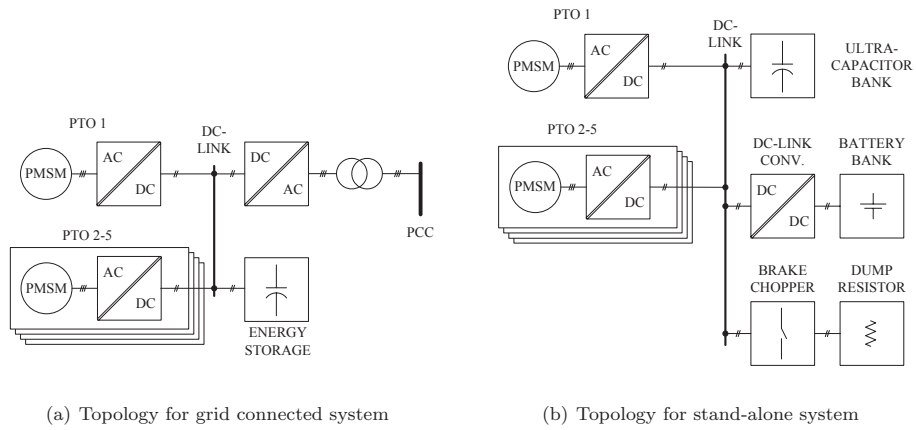 PTO 1
PMSM
AC
DC
DC-
LINK
DC
AC
PCC
PTO 2-5
PMSM
AC
DC
ENERGY
STORAGE
(a) Topology for grid connected system
PTO 1
PMSM
AC
DC
DC-
LINK
ULTRA-
CAPACITOR
BANK
PTO 2-5
PMSM
AC
DC
DC-LINK
CONV.
DC
DC
BATTERY
BANK
BRAKE
CHOPPER
DUMP
RESISTOR
(b) Topology for stand-alone system